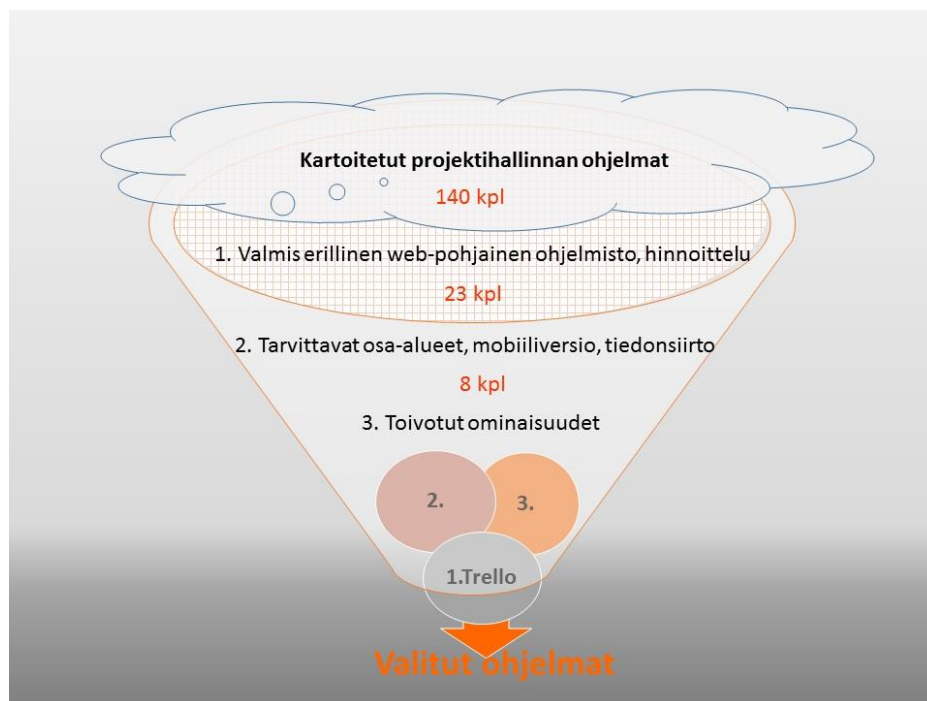 Kartoitetut projektihallinnan ohjelmat
140 kpl
1. Valmis erillinen web-pohjainen ohjelmisto, hinnoittelu
23 kpl
2. Tarvittavat osa-alueet, mobiiliversio, tiedonsiirto
8 kpl
3. Toivotut ominaisuudet
2.
3.
1.Trello
Valitut ohjelmat